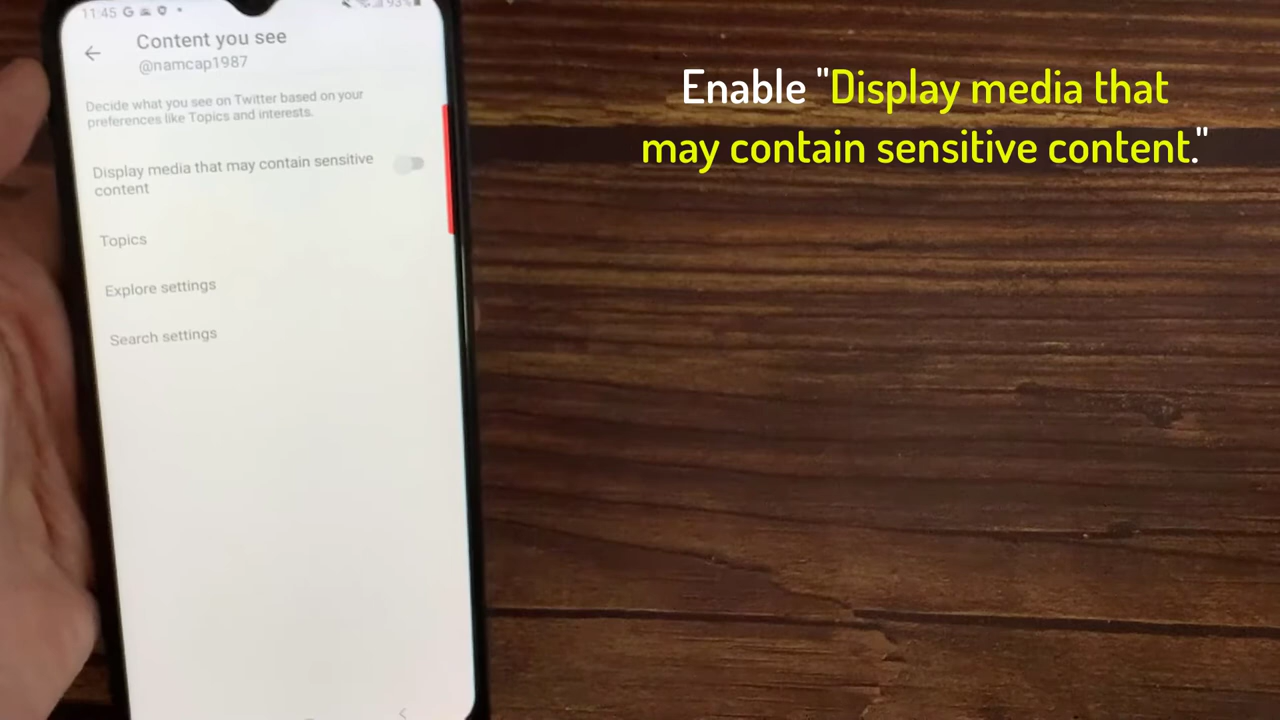 11:45 G
93%
Content you see
@namcap1987
Decide what you see on Twitter based on your
preferences like Topics and interests.
Display media that may contain sensitive
content
Topics
Explore settings
Search settings
Enable "Display media that
may contain sensitive content."